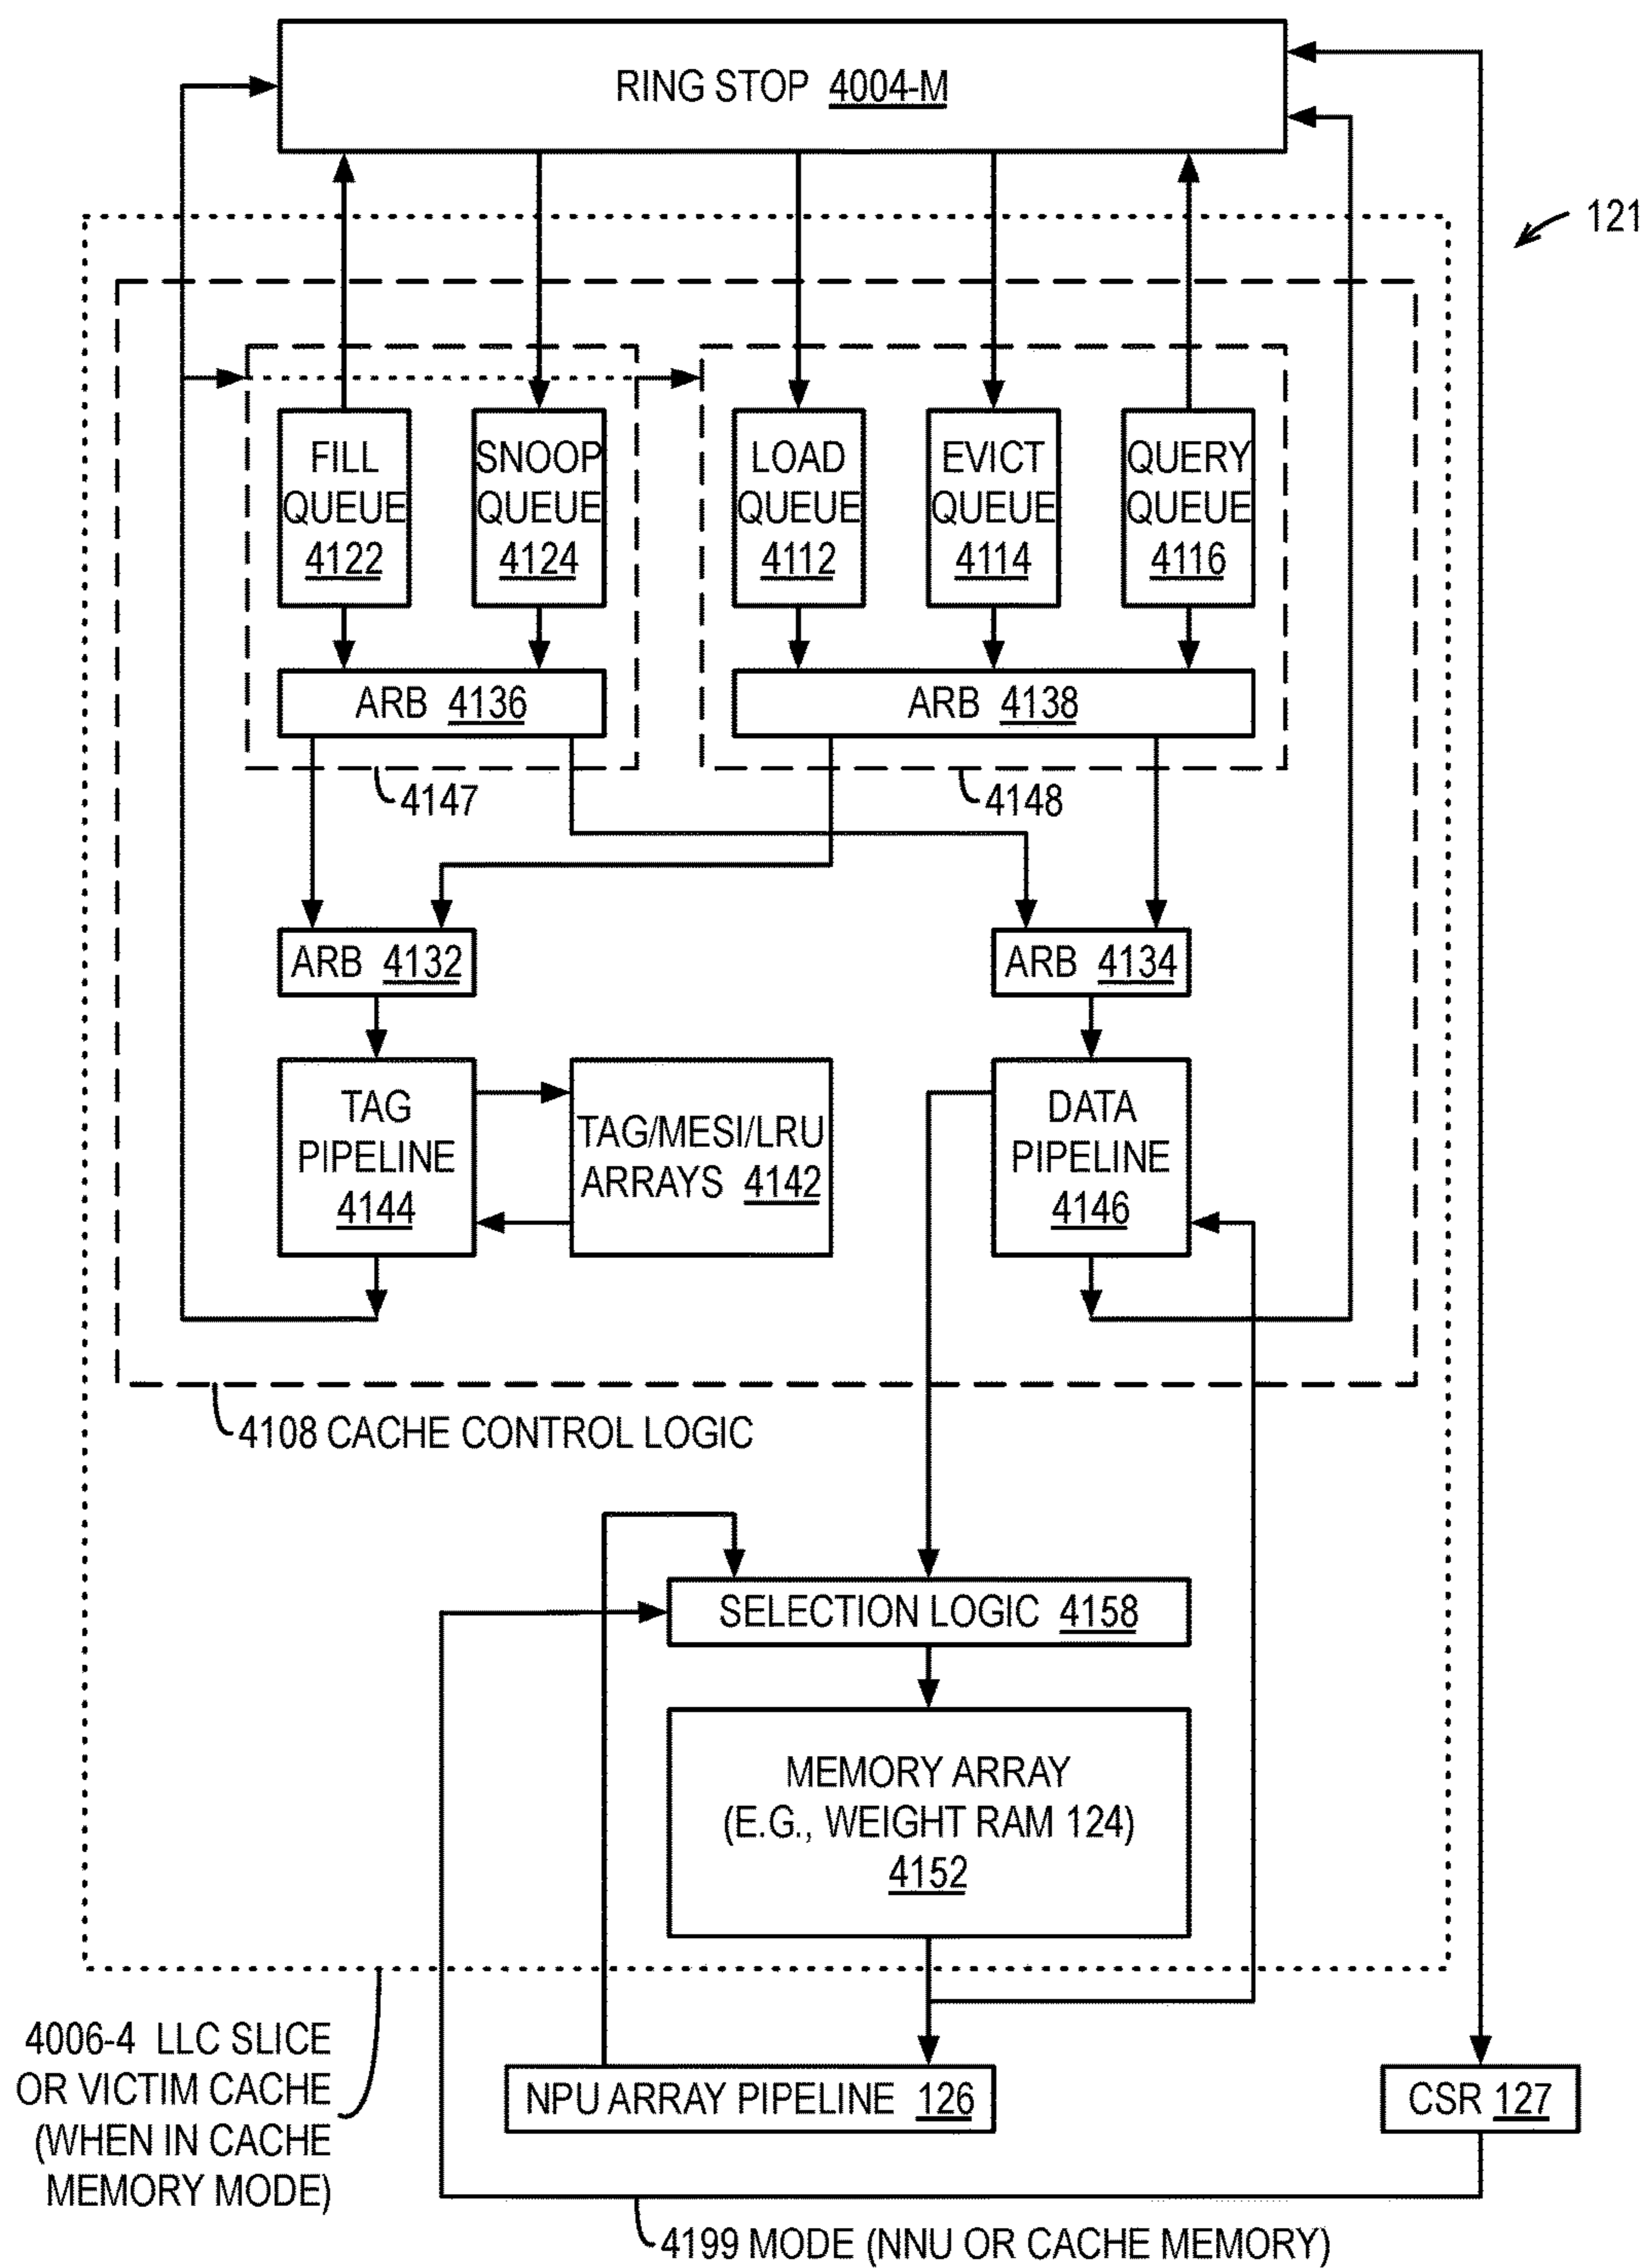 RING STOP 4004-M
121
FILL
QUEUE
4122
SNOOP
QUEUE
4124
LOAD
QUEUE
4112
EVICT
QUEUE
4114
QUERY
QUEUE
4116
ARB 4136
ARB 4138
4147
4148
ARB 4132
ARB 4134
TAG
PIPELINE
4144
TAG/MESI/LRU
ARRAYS 4142
DATA
PIPELINE
4146
4108 CACHE CONTROL LOGIC
SELECTION LOGIC 4158
MEMORY ARRAY
(E.G., WEIGHT RAM 124)
4152
4006-4 LLC SLICE
OR VICTIM CACHE
(WHEN IN CACHE
MEMORY MODE)
NPU ARRAY PIPELINE 126
CSR 127
4199 MODE (NNU OR CACHE MEMORY)